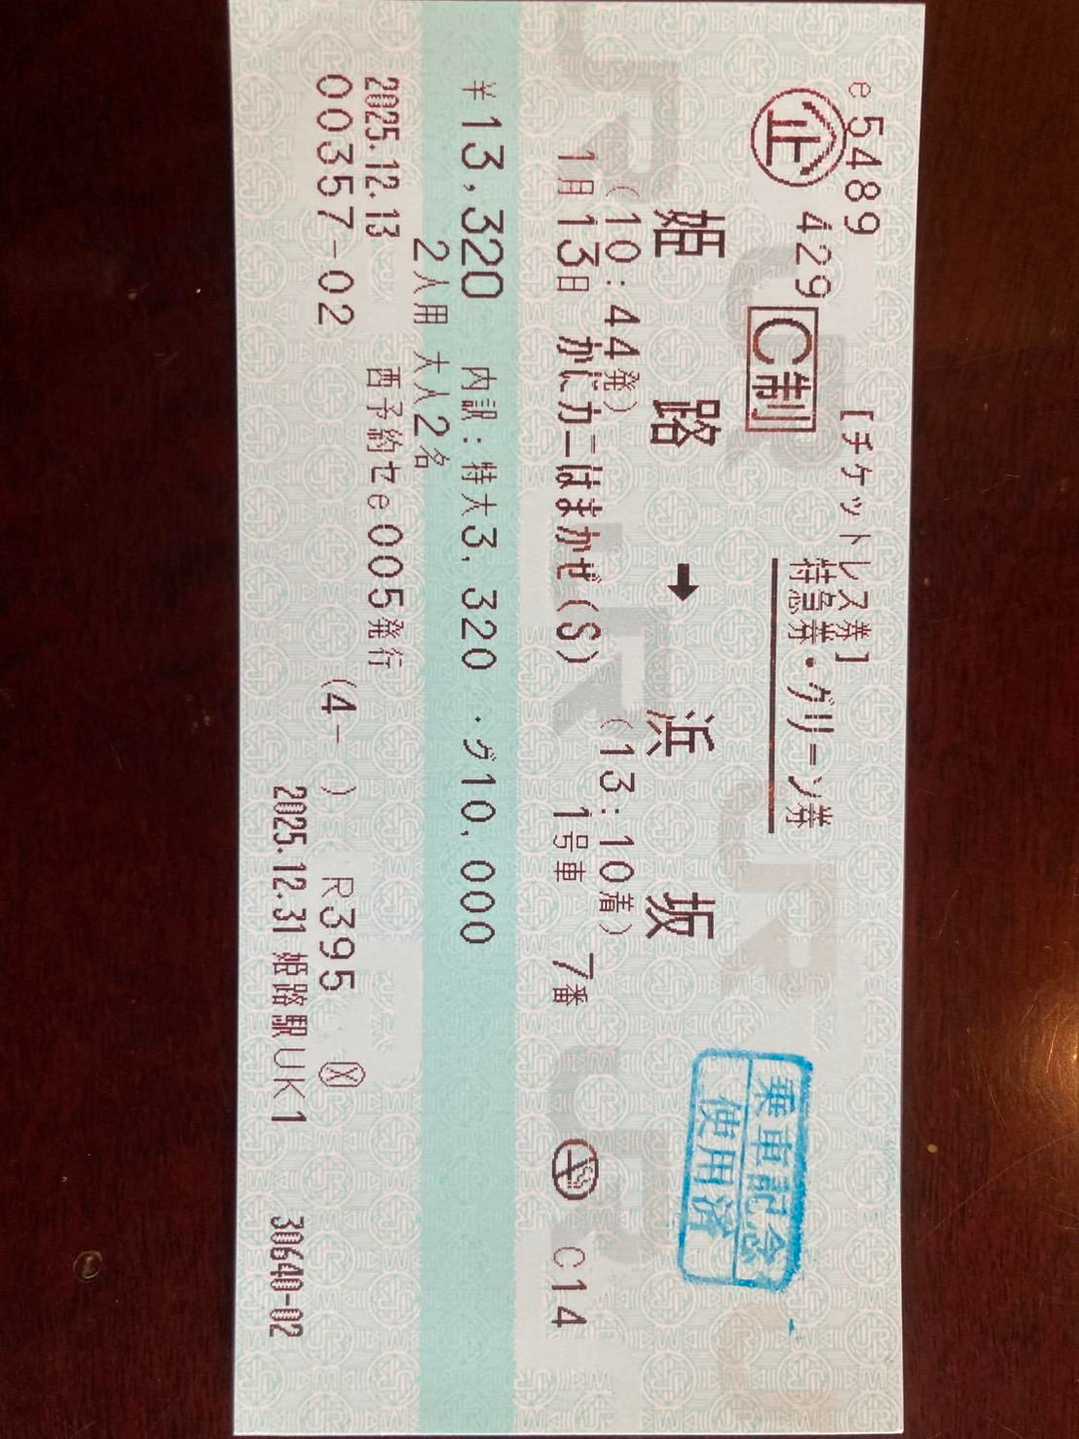 e5489 [チケットレス券]
企 429 C制 特急券・グリーン券
姫路 ➡ 浜坂
(10:44発) (13:10着)
1月13日 かにカニはまかぜ(S) 1号車 7番 C14
¥13,320 内訳:特大3,320 ・グ10,000
2人用 大人2名
2025.12.13 西予約セe005発行
00357-02 (4- ) R395 Ⓧ
2025.12.31 姫路駅UK1 30640-02
乗車記念
使用済